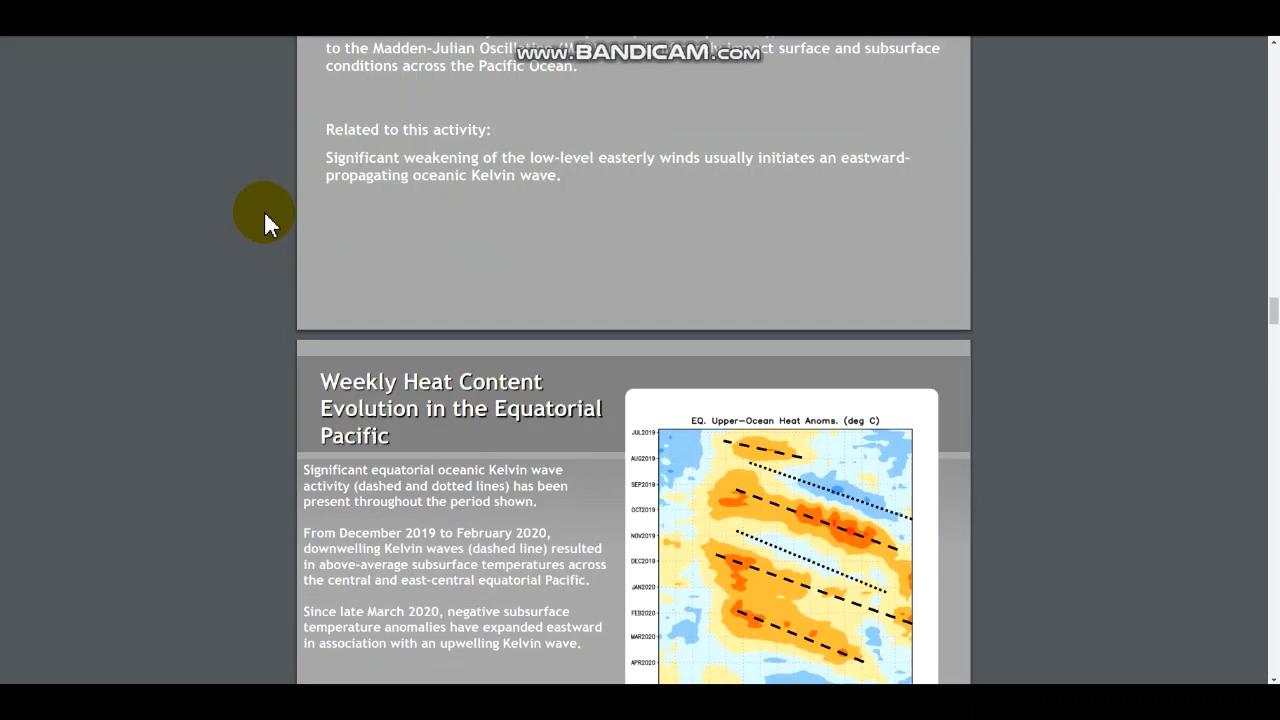 www.BANDICAM.com
to the Madden-Julian impact surface and subsurface
conditions across the Pacific Ocean.
Related to this activity:
Significant weakening of the low-level easterly winds usually initiates an eastward-
propagating oceanic Kelvin wave.
Weekly Heat Content
Evolution in the Equatorial
Pacific
Significant equatorial oceanic Kelvin wave
activity (dashed and dotted lines) has been
present throughout the period shown.
From December 2019 to February 2020,
downwelling Kelvin waves (dashed line) resulted
in above-average subsurface temperatures across
the central and east-central equatorial Pacific.
Since late March 2020, negative subsurface
temperature anomalies have expanded eastward
in association with an upwelling Kelvin wave.
EQ. Upper-Ocean Heat Anoms. (deg C)
JUL2019
AUG2019
SEP2019
OCT2019
NOV2019
DEC2019
JAN2020
FEB2020
MAR2020
APR2020